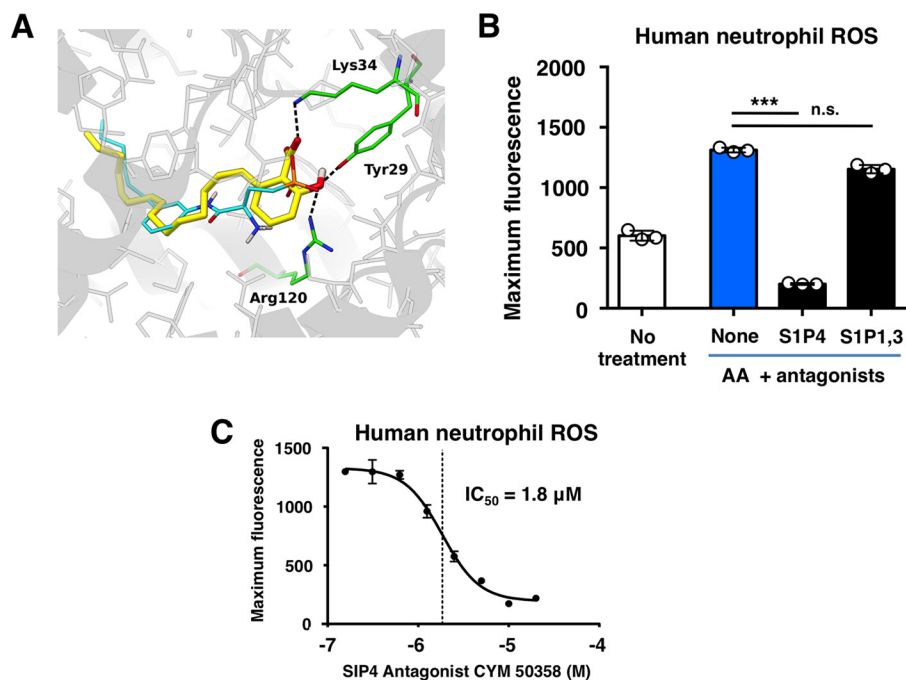 A
Lys34
Tyr29
Arg120
B
Human neutrophil ROS
Maximum fluorescence
2000
1500
1000
500
0
***
n.s.
No treatment
None
S1P4
S1P1,3
AA + antagonists
C
Human neutrophil ROS
Maximum fluorescence
1500
1000
500
0
IC50 = 1.8 µM
-7
-6
-5
-4
SIP4 Antagonist CYM 50358 (M)